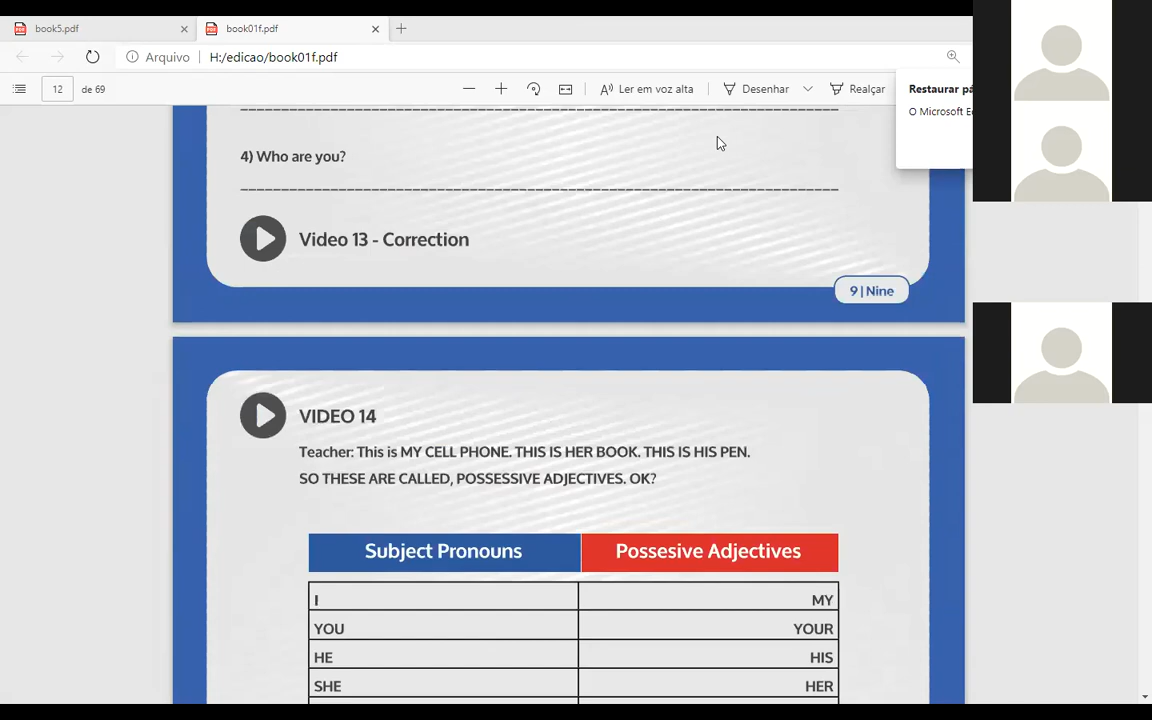 book5.pdf
book01f.pdf
Arquivo H:/edicao/book01f.pdf
12 de 69
Ler em voz alta
Desenhar
Realçar
Restaurar pá
O Microsoft E
4) Who are you?
Video 13 - Correction
9|Nine
VIDEO 14
Teacher: This is MY CELL PHONE. THIS IS HER BOOK. THIS IS HIS PEN.
SO THESE ARE CALLED, POSSESSIVE ADJECTIVES. OK?
Subject Pronouns Possesive Adjectives
I MY
YOU YOUR
HE HIS
SHE HER